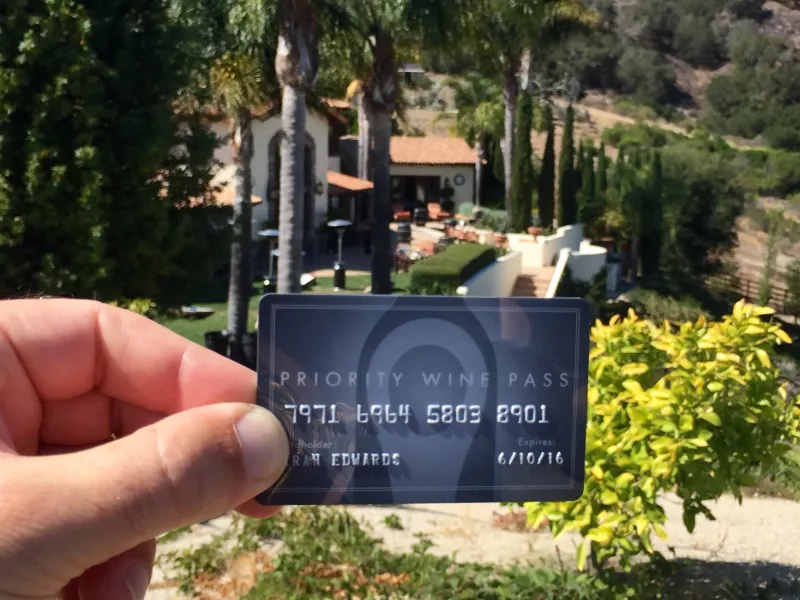 PRIORITY WINE PASS
7971 6964 5803 8901
holder: Expires:
RAH EDWARDS 6/10/16